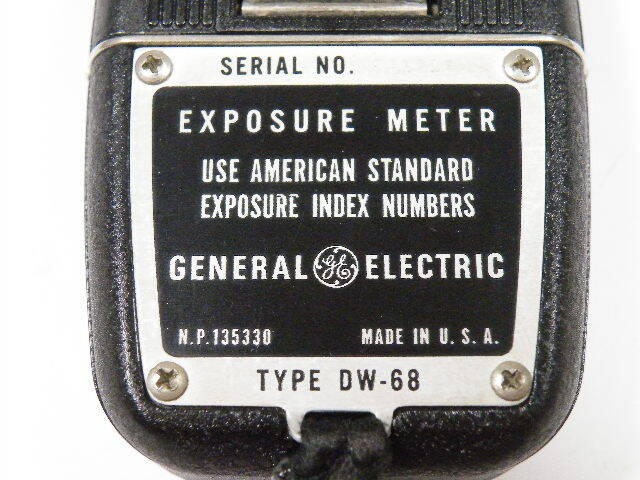 SERIAL NO.
EXPOSURE METER
USE AMERICAN STANDARD
EXPOSURE INDEX NUMBERS
GENERAL GE ELECTRIC
N.P.135330 MADE IN U.S.A.
TYPE DW-68